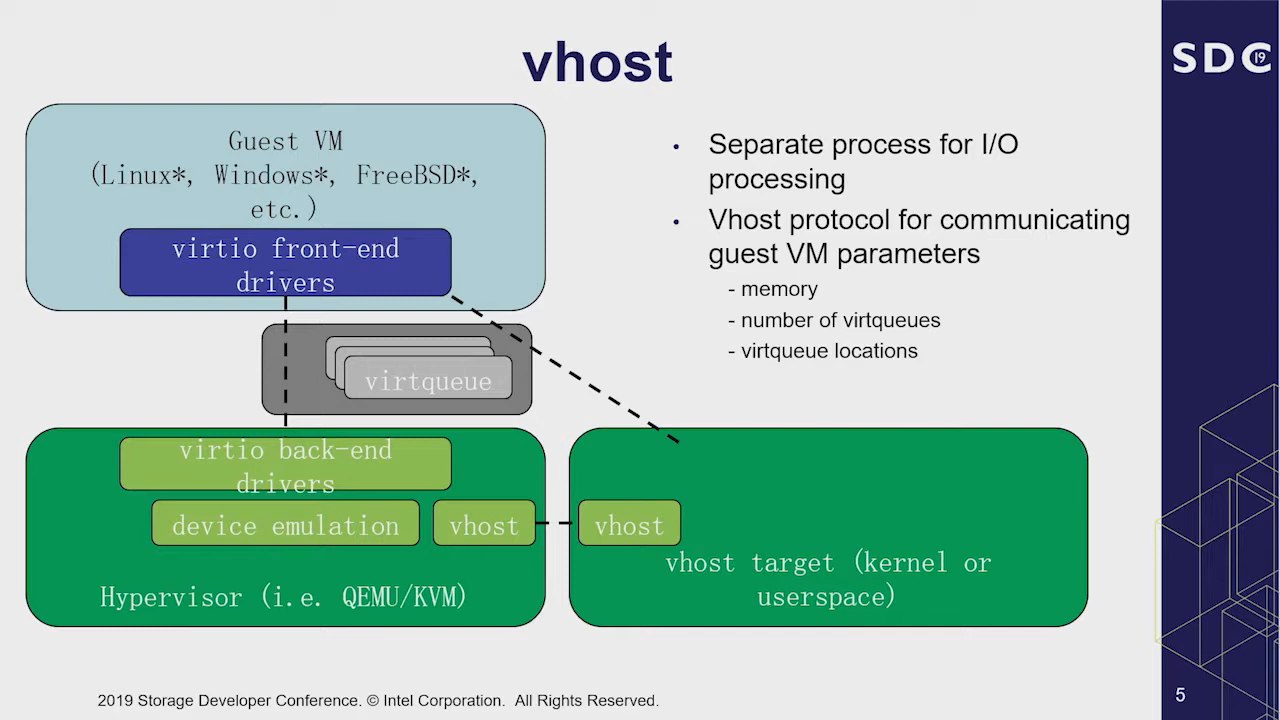 vhost
SDC
19
Guest VM
(Linux*, Windows*, FreeBSD*,
etc.)
virtio front-end
drivers
virtqueue
virtio back-end
drivers
device emulation
vhost
Hypervisor (i.e. QEMU/KVM)
vhost
vhost target (kernel or
userspace)
• Separate process for I/O
processing
• Vhost protocol for communicating
guest VM parameters
- memory
- number of virtqueues
- virtqueue locations
2019 Storage Developer Conference. © Intel Corporation.  All Rights Reserved.
5